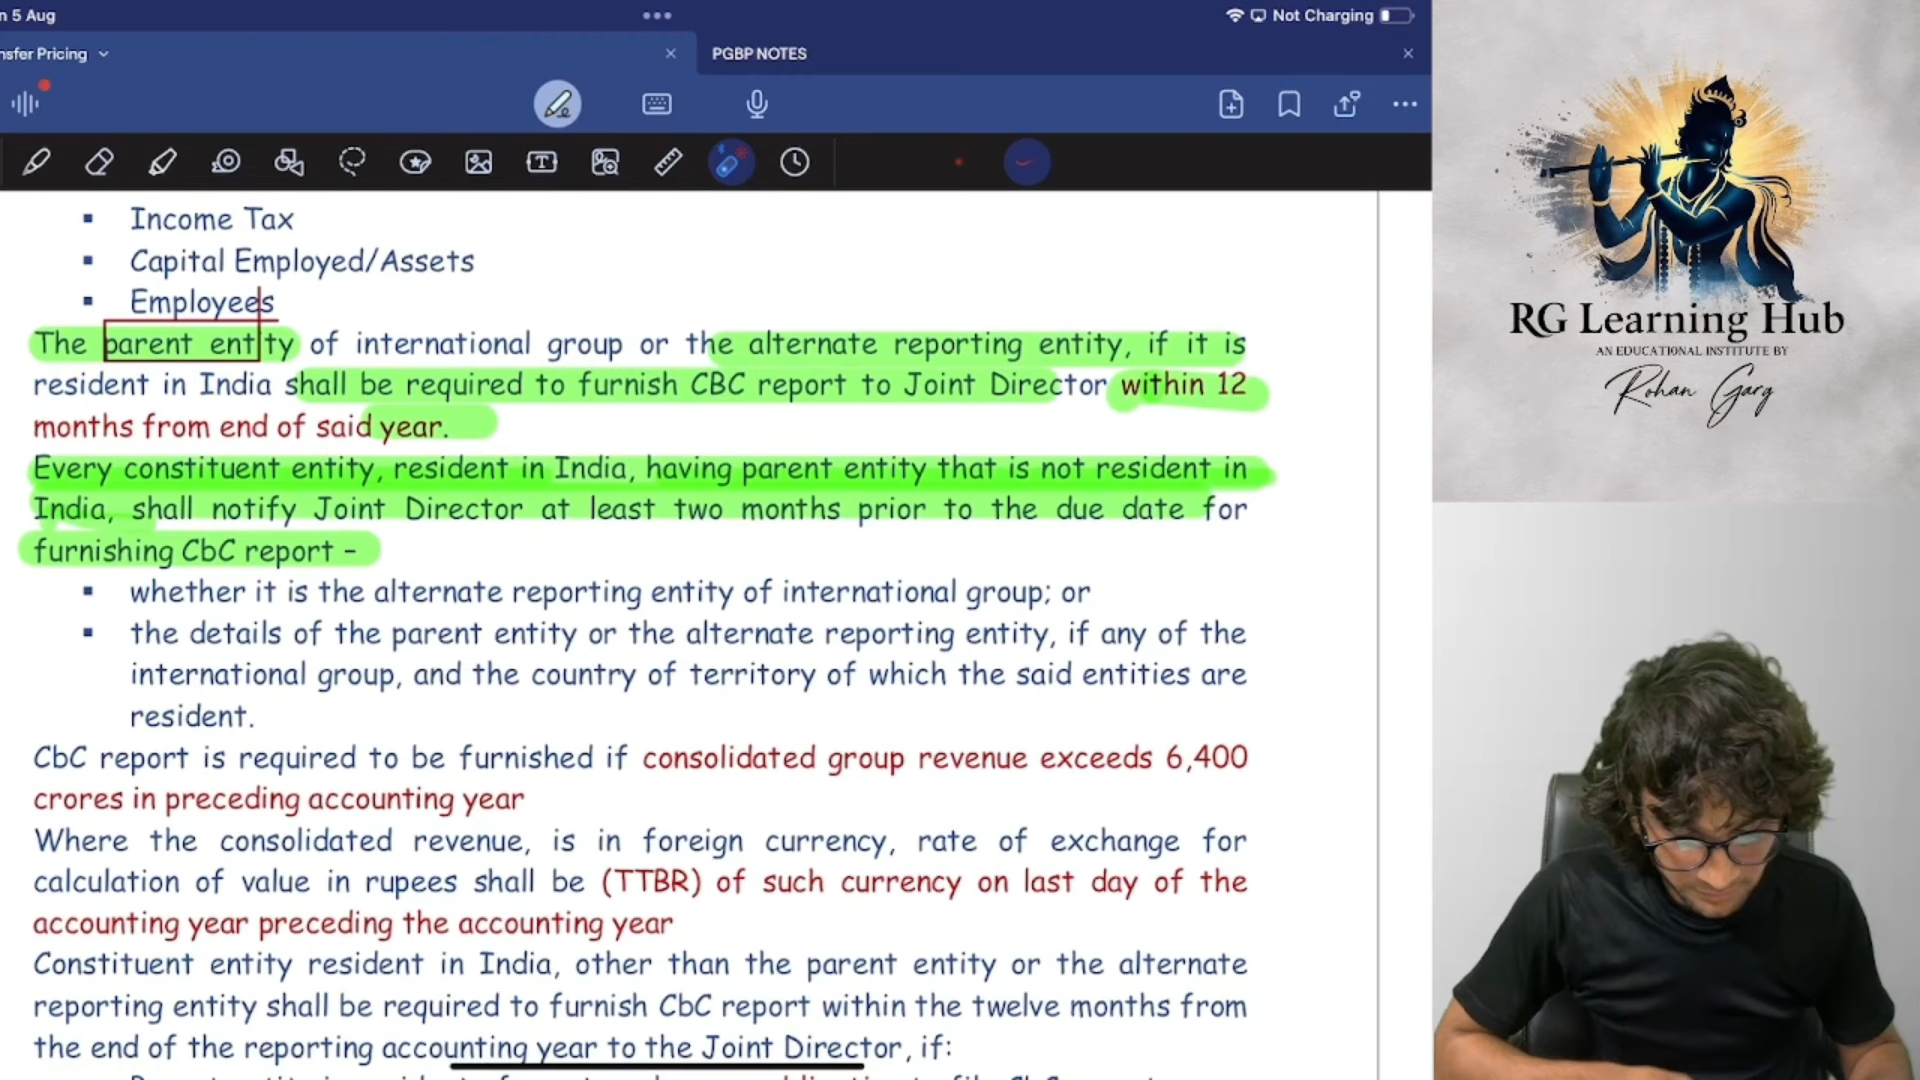 n 5 Aug
Not Charging
nsfer Pricing
PGBP NOTES
Income Tax
Capital Employed/Assets
Employees
The parent entity of international group or the alternate reporting entity, if it is
resident in India shall be required to furnish CBC report to Joint Director within 12
months from end of said year.
Every constituent entity, resident in India, having parent entity that is not resident in
India, shall notify Joint Director at least two months prior to the due date for
furnishing CbC report –
whether it is the alternate reporting entity of international group; or
the details of the parent entity or the alternate reporting entity, if any of the
international group, and the country of territory of which the said entities are
resident.
CbC report is required to be furnished if consolidated group revenue exceeds 6,400
crores in preceding accounting year
Where the consolidated revenue, is in foreign currency, rate of exchange for
calculation of value in rupees shall be (TTBR) of such currency on last day of the
accounting year preceding the accounting year
Constituent entity resident in India, other than the parent entity or the alternate
reporting entity shall be required to furnish CbC report within the twelve months from
the end of the reporting accounting year to the Joint Director, if:
RG Learning Hub
AN EDUCATIONAL INSTITUTE BY
Rohan Garg